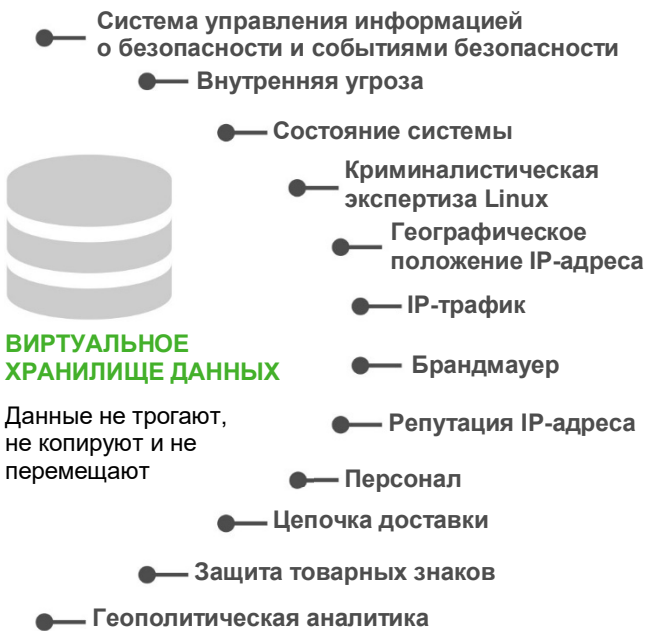 Система управления информацией
о безопасности и событиями безопасности
Внутренняя угроза
Состояние системы
Криминалистическая
экспертиза Linux
Географическое
положение IP-адреса
IP-трафик
Брандмауер
Репутация IP-адреса
Персонал
Цепочка доставки
Защита товарных знаков
Геополитическая аналитика
ВИРТУАЛЬНОЕ
ХРАНИЛИЩЕ ДАННЫХ
Данные не трогают,
не копируют и не
перемещают